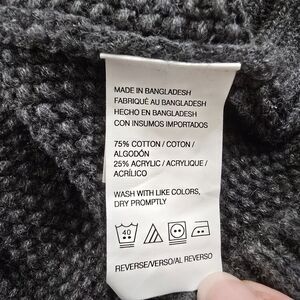 MADE IN BANGLADESH
FABRIQUÉ AU BANGLADESH
HECHO EN BANGLADESH
CON INSUMOS IMPORTADOS
75% COTTON / COTON /
ALGODÓN
25% ACRYLIC / ACRYLIQUE /
ACRÍLICO
WASH WITH LIKE COLORS,
DRY PROMPTLY
40
REVERSE/VERSO/AL REVERSO